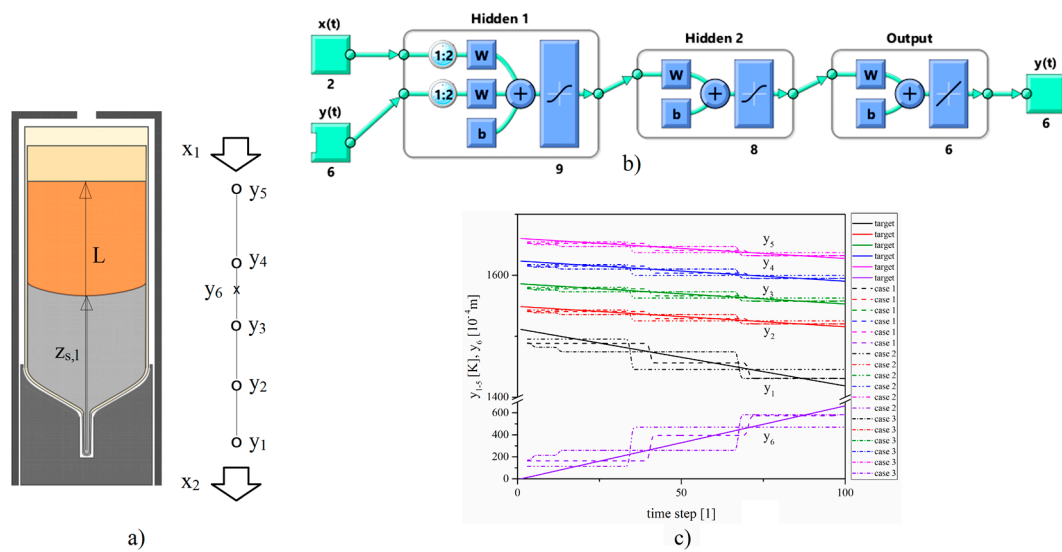 x₁
L
z_s,l
x₂
y₅
y₄
y₆
y₃
y₂
y₁
a)
Hidden 1
Hidden 2
Output
x(t)
2
y(t)
6
1:2
W
1:2
W
b
9
W
b
8
W
b
6
y(t)
6
b)
y₁₋₅ [K], y₆ [10⁻⁴m]
1600
1400
600
500
400
300
200
100
0
0
50
100
time step [1]
y₅
y₄
y₃
y₂
y₁
y₆
target
target
target
target
target
target
case 1
case 1
case 1
case 1
case 1
case 1
case 2
case 2
case 2
case 2
case 2
case 2
case 3
case 3
case 3
case 3
case 3
case 3
c)